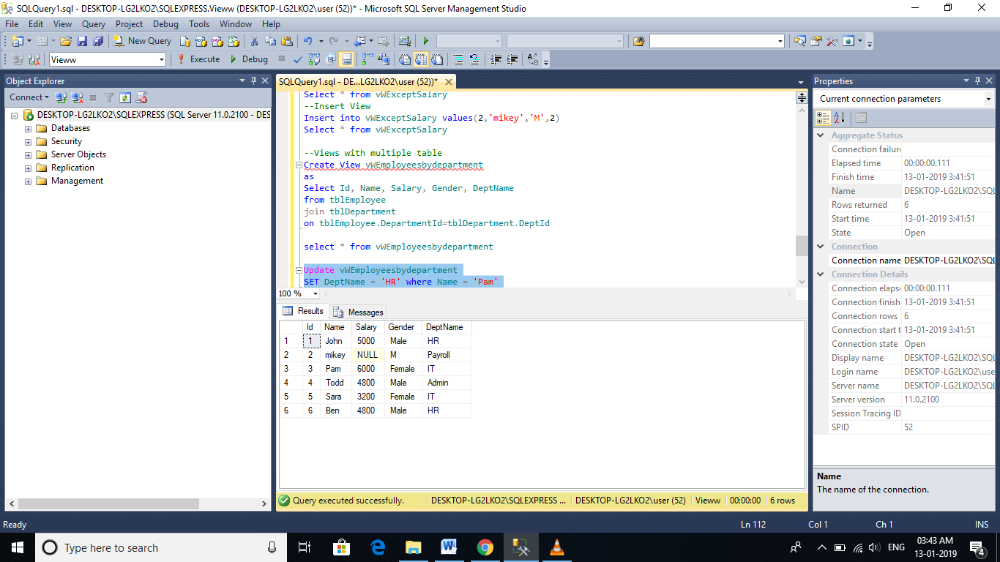 SQLQuery1.sql - DESKTOP-LG2LKO2\SQLEXPRESS.Vieww (DESKTOP-LG2LKO2\user (52))* - Microsoft SQL Server Management Studio
File Edit View Query Project Debug Tools Window Help
New Query
Vieww Execute Debug
Object Explorer
Connect
DESKTOP-LG2LKO2\SQLEXPRESS (SQL Server 11.0.2100 - DES
Databases
Security
Server Objects
Replication
Management
SQLQuery1.sql - DE...LG2LKO2\user (52))*
Select * from vWExceptSalary
--Insert View
Insert into vWExceptSalary values(2,'mikey','M',2)
Select * from vWExceptSalary
--Views with multiple table
Create View vWEmployeesbydepartment
as
Select Id, Name, Salary, Gender, DeptName
from tblEmployee
join tblDepartment
on tblEmployee.DepartmentId=tblDepartment.DeptId
select * from vWEmployeesbydepartment
Update vWEmployeesbydepartment
SET DeptName = 'HR' where Name = 'Pam'
100 %
Results Messages
Id Name Salary Gender DeptName
1 1 John 5000 Male HR
2 2 mikey NULL M Payroll
3 3 Pam 6000 Female IT
4 4 Todd 4800 Male Admin
5 5 Sara 3200 Female IT
6 6 Ben 4800 Male HR
Query executed successfully. DESKTOP-LG2LKO2\SQLEXPRESS ... DESKTOP-LG2LKO2\user (52) Vieww 00:00:00 6 rows
Properties
Current connection parameters
Aggregate Status
Connection failure
Elapsed time 00:00:00.111
Finish time 13-01-2019 3:41:51
Name DESKTOP-LG2LKO2\SQL
Rows returned 6
Start time 13-01-2019 3:41:51
State Open
Connection
Connection name DESKTOP-LG2LKO2\SQL
Connection Details
Connection elapse 00:00:00.111
Connection finish 13-01-2019 3:41:51
Connection rows 6
Connection start t 13-01-2019 3:41:51
Connection state Open
Display name DESKTOP-LG2LKO2\SQL
Login name DESKTOP-LG2LKO2\use
Server name DESKTOP-LG2LKO2\SQL
Server version 11.0.2100
Session Tracing ID
SPID 52
Name
The name of the connection.
Ready Ln 112 Col 1 Ch 1 INS
Type here to search
ENG 03:43 AM
13-01-2019
4